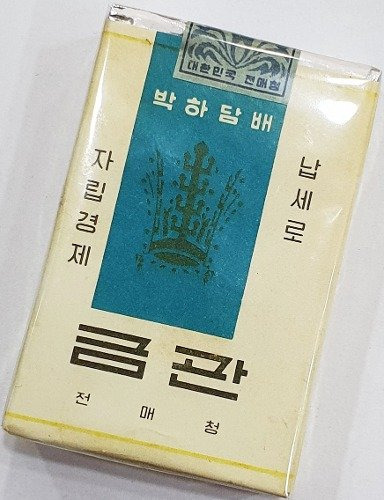 대한민국 전매청
박하담배
납세로
자립경제
금관
전매청